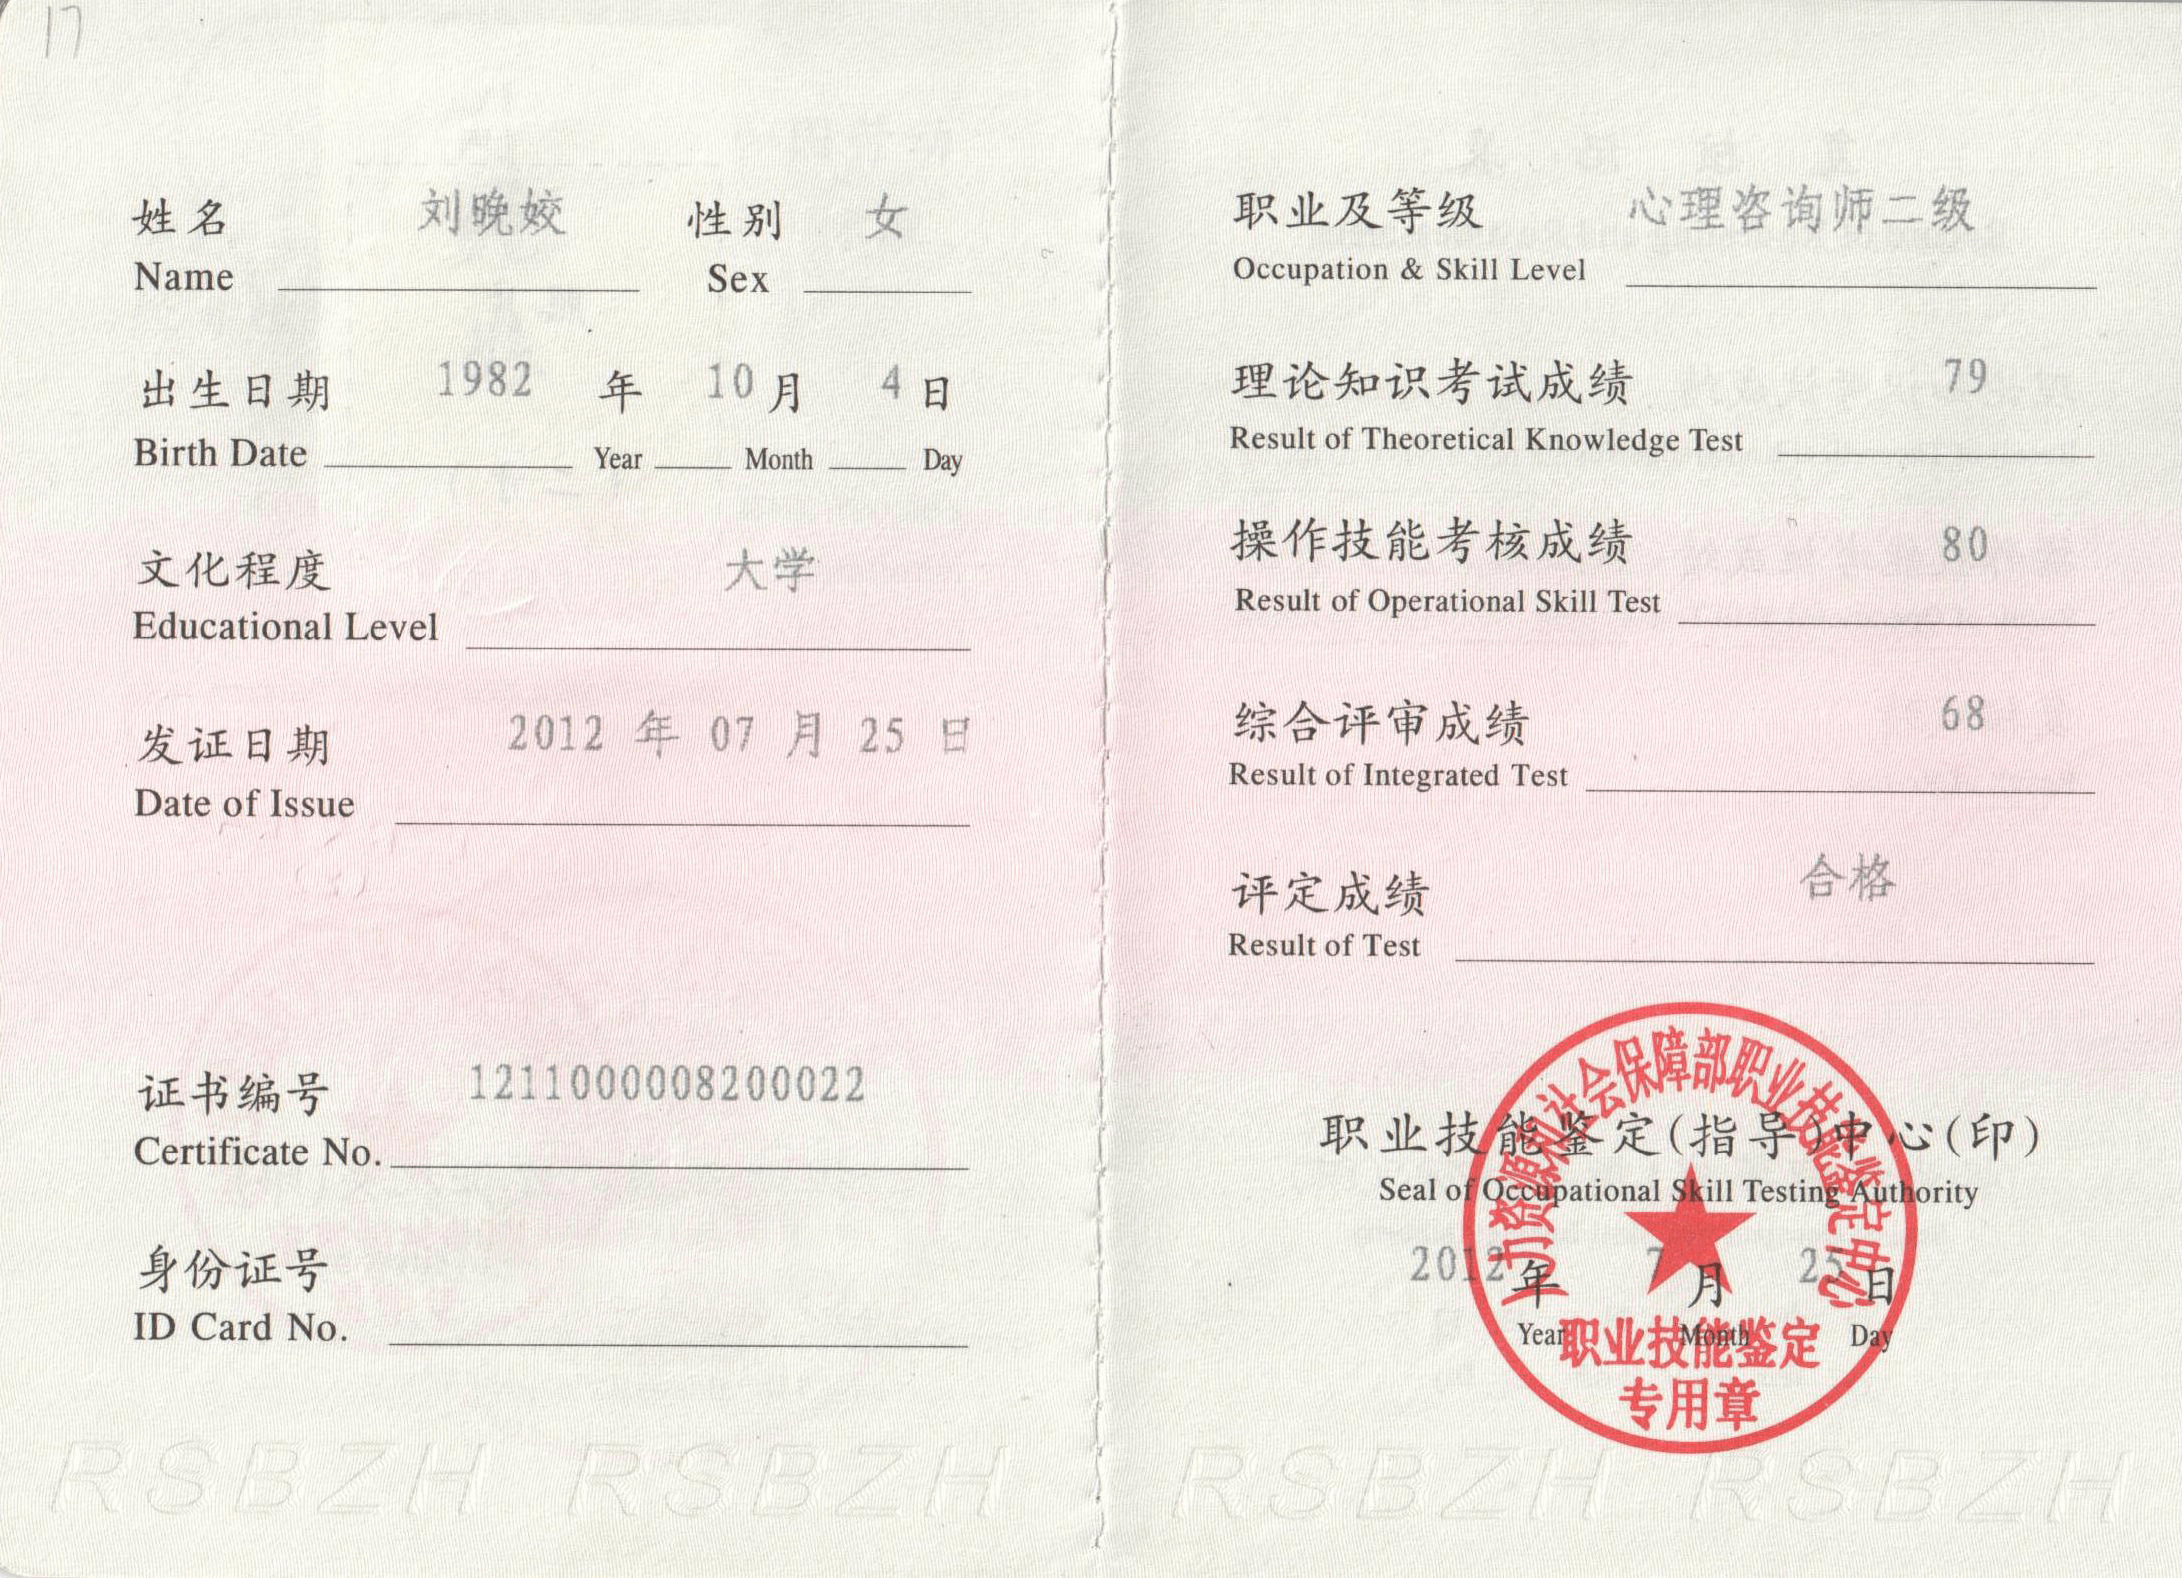 17
姓名 刘晚姣 性别 女
Name Sex
出生日期 1982 年 10 月 4 日
Birth Date Year Month Day
文化程度 大学
Educational Level
发证日期 2012 年 07 月 25 日
Date of Issue
证书编号 1211000008200022
Certificate No.
身份证号
ID Card No.
RSBZH RSBZH
职业及等级 心理咨询师二级
Occupation & Skill Level
理论知识考试成绩 79
Result of Theoretical Knowledge Test
操作技能考核成绩 80
Result of Operational Skill Test
综合评审成绩 68
Result of Integrated Test
评定成绩 合格
Result of Test
职业技能鉴定(指导)中心(印)
Seal of Occupational Skill Testing Authority
2012 年 7 月 25 日
Year Month Day
人力资源和社会保障部职业技能鉴定中心
职业技能鉴定
专用章
RSBZH RSBZH